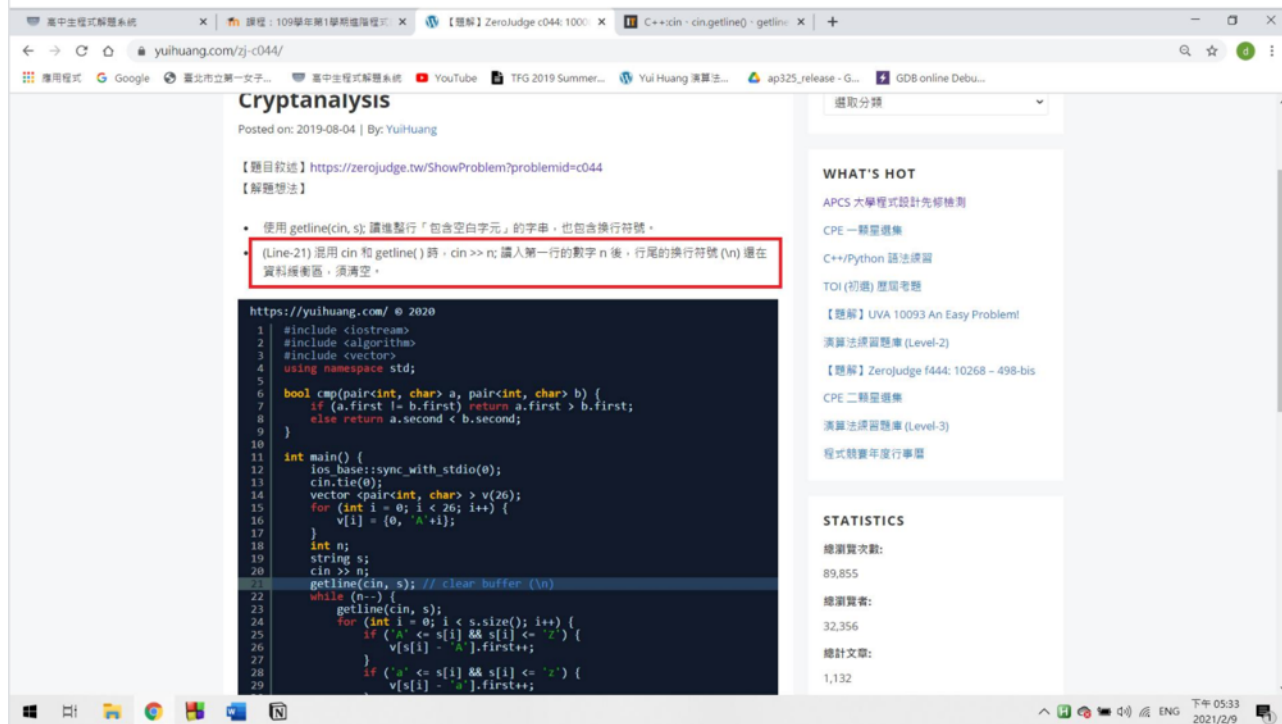 高中生程式解題系統
課程：109學年第1學期進階程式
【題解】ZeroJudge c044: 1000
C++:cin、cin.getline()、getline
yuihuang.com/zj-c044/
d
應用程式 Google 臺北市立第一女子... 高中生程式解題系統 YouTube TFG 2019 Summer... Yui Huang 演算法... ap325_release - G... GDB online Debu...
Cryptanalysis
Posted on: 2019-08-04 | By: YuiHuang
【題目敘述】https://zerojudge.tw/ShowProblem?problemid=c044
【解題想法】
使用 getline(cin, s); 讀進整行「包含空白字元」的字串，也包含換行符號。
(Line-21) 混用 cin 和 getline( ) 時，cin >> n; 讀入第一行的數字 n 後，行尾的換行符號 (\n) 還在
資料緩衝區，須清空。
https://yuihuang.com/ © 2020
1 #include <iostream>
2 #include <algorithm>
3 #include <vector>
4 using namespace std;
5
6 bool cmp(pair<int, char> a, pair<int, char> b) {
7 if (a.first != b.first) return a.first > b.first;
8 else return a.second < b.second;
9 }
10
11 int main() {
12 ios_base::sync_with_stdio(0);
13 cin.tie(0);
14 vector <pair<int, char> > v(26);
15 for (int i = 0; i < 26; i++) {
16 v[i] = {0, 'A'+i};
17 }
18 int n;
19 string s;
20 cin >> n;
21 getline(cin, s); // clear buffer (\n)
22 while (n--) {
23 getline(cin, s);
24 for (int i = 0; i < s.size(); i++) {
25 if ('A' <= s[i] && s[i] <= 'Z') {
26 v[s[i] - 'A'].first++;
27 }
28 if ('a' <= s[i] && s[i] <= 'z') {
29 v[s[i] - 'a'].first++;
選取分類
WHAT'S HOT
APCS 大學程式設計先修檢測
CPE 一顆星選集
C++/Python 語法練習
TOI (初選) 歷屆考題
【題解】UVA 10093 An Easy Problem!
演算法練習題庫 (Level-2)
【題解】ZeroJudge f444: 10268 – 498-bis
CPE 二顆星選集
演算法練習題庫 (Level-3)
程式競賽年度行事曆
STATISTICS
總瀏覽次數:
89,855
總瀏覽者:
32,356
總計文章:
1,132
ENG
下午 05:33
2021/2/9